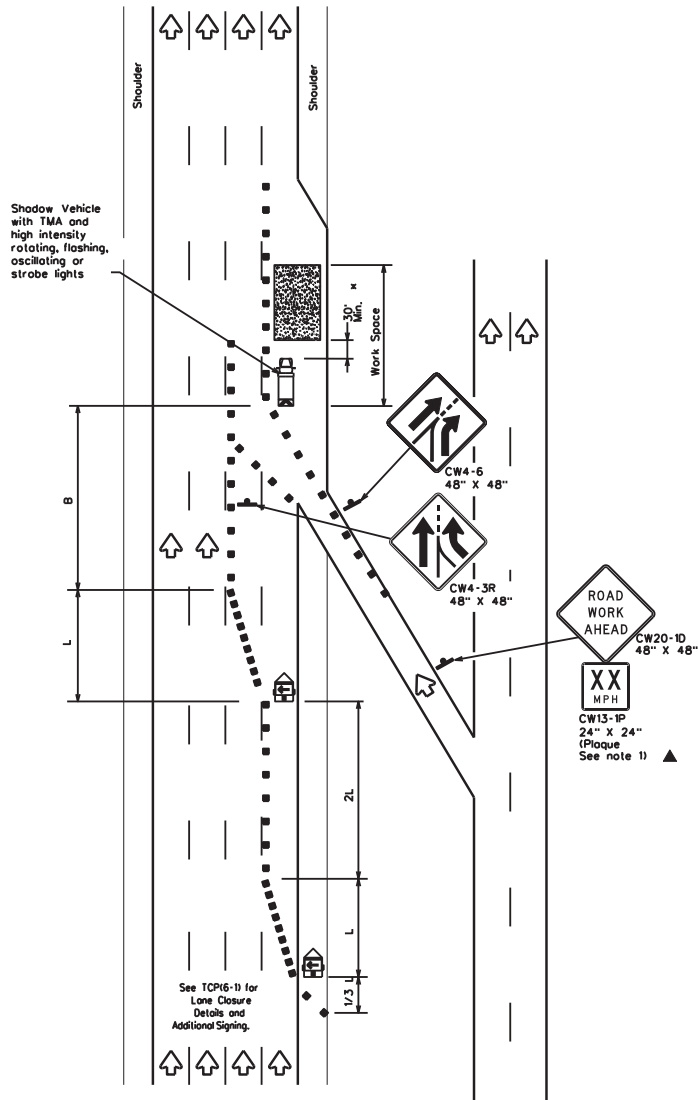 Shoulder
Shoulder
Shadow Vehicle
with TMA and
high intensity
rotating, flashing,
oscillating or
strobe lights
30'
Min.
x
Work Space
B
CW4-6
48" X 48"
CW4-3R
48" X 48"
ROAD
WORK
AHEAD
CW20-1D
48" X 48"
XX
MPH
CW13-1P
24" X 24"
(Plaque
See note 1)
L
2L
L
1/3 L
See TCP(6-1) for
Lane Closure
Details and
Additional Signing.